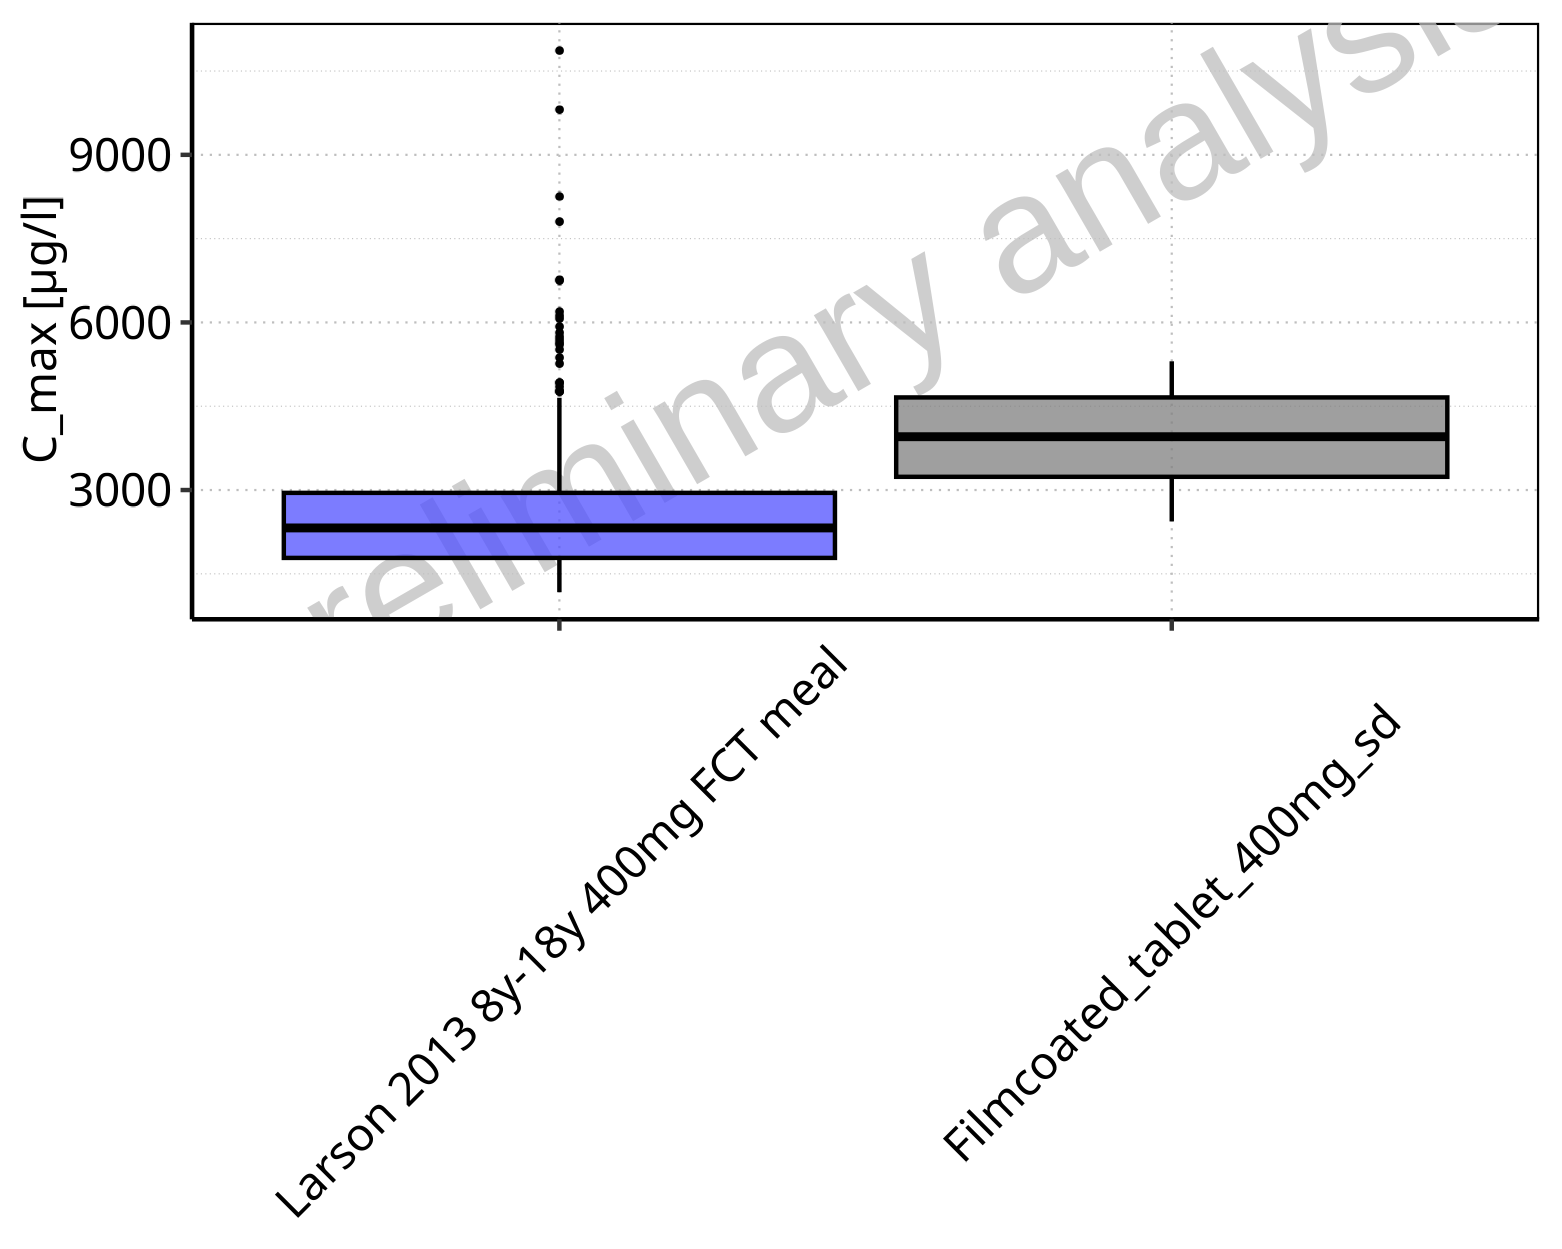 9000
6000
3000
C_max [µg/l]
reliminary analysis
Larson 2013 8y-18y 400mg FCT meal
Filmcoated_tablet_400mg_sd